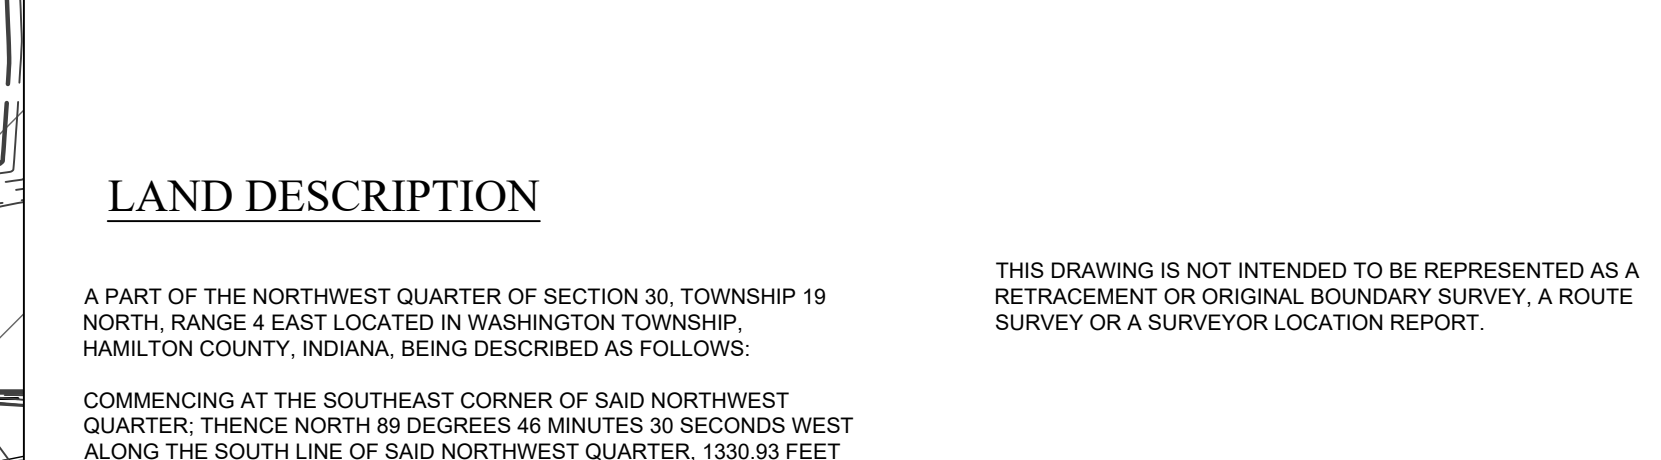 LAND DESCRIPTION
A PART OF THE NORTHWEST QUARTER OF SECTION 30, TOWNSHIP 19
NORTH, RANGE 4 EAST LOCATED IN WASHINGTON TOWNSHIP,
HAMILTON COUNTY, INDIANA, BEING DESCRIBED AS FOLLOWS:
COMMENCING AT THE SOUTHEAST CORNER OF SAID NORTHWEST
QUARTER; THENCE NORTH 89 DEGREES 46 MINUTES 30 SECONDS WEST
ALONG THE SOUTH LINE OF SAID NORTHWEST QUARTER, 1330.93 FEET
THIS DRAWING IS NOT INTENDED TO BE REPRESENTED AS A
RETRACEMENT OR ORIGINAL BOUNDARY SURVEY, A ROUTE
SURVEY OR A SURVEYOR LOCATION REPORT.